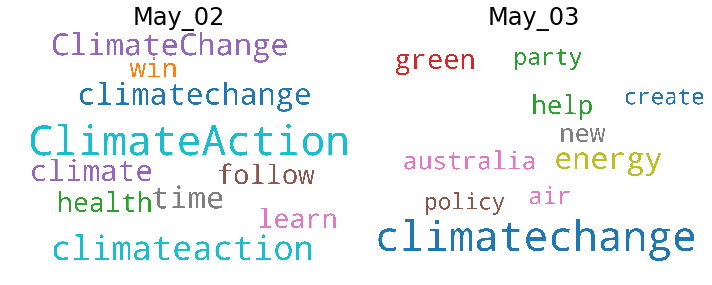 May_02
ClimateChange
win
climatechange
ClimateAction
climate
follow
health
time
learn
climateaction
May_03
green
party
create
help
new
australia
energy
policy
air
climatechange